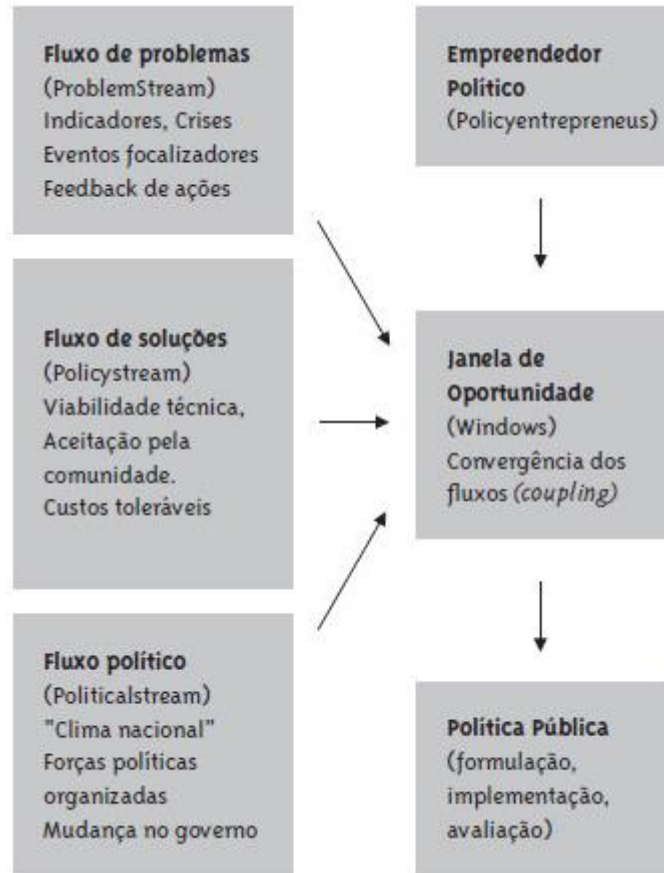 Fluxo de problemas
(ProblemStream)
Indicadores, Crises
Eventos focalizadores
Feedback de ações
Fluxo de soluções
(Policystream)
Viabilidade técnica,
Aceitação pela
comunidade.
Custos toleráveis
Fluxo político
(Politicalstream)
"Clima nacional"
Forças políticas
organizadas
Mudança no governo
Empreendedor
Político
(Policyentrepreneus)
Janela de
Oportunidade
(Windows)
Convergência dos
fluxos (coupling)
Política Pública
(formulação,
implementação,
avaliação)